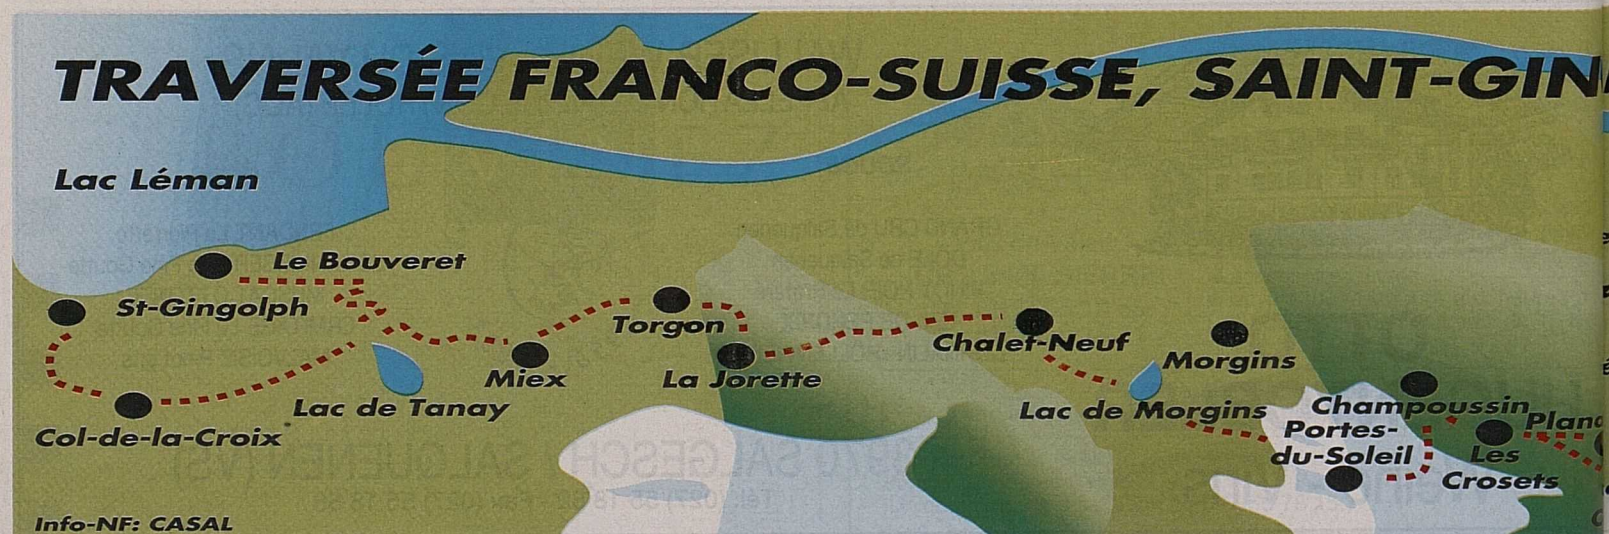 TRAVERSÉE FRANCO-SUISSE, SAINT-GIN
Lac Léman
Le Bouveret
St-Gingolph
Torgon
Chalet-Neuf
Morgins
Miex
La Jorette
Lac de Tanay
Lac de Morgins
Col-de-la-Croix
Champoussin
Plan
Portes-
du-Soleil
Les
Crosets
Info-NF: CASAL